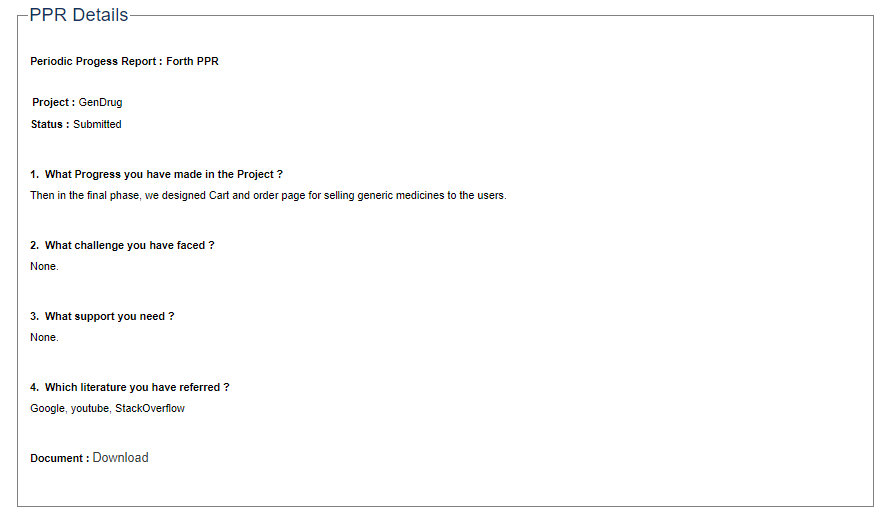 PPR Details
Periodic Progess Report : Forth PPR
Project : GenDrug
Status : Submitted
1. What Progress you have made in the Project ?
Then in the final phase, we designed Cart and order page for selling generic medicines to the users.
2. What challenge you have faced ?
None.
3. What support you need ?
None.
4. Which literature you have referred ?
Google, youtube, StackOverflow
Document : Download